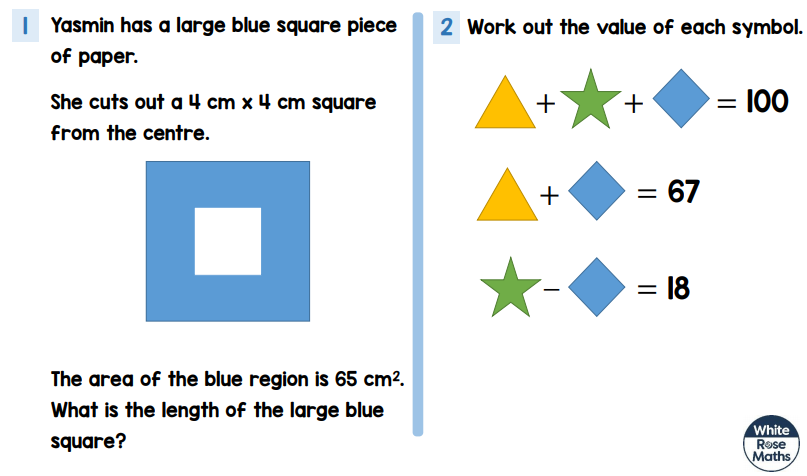 1
Yasmin has a large blue square piece
of paper.
She cuts out a 4 cm x 4 cm square
from the centre.
The area of the blue region is 65 cm².
What is the length of the large blue
square?
2
Work out the value of each symbol.
+ + = 100
+ = 67
− = 18
White
Rose
Maths